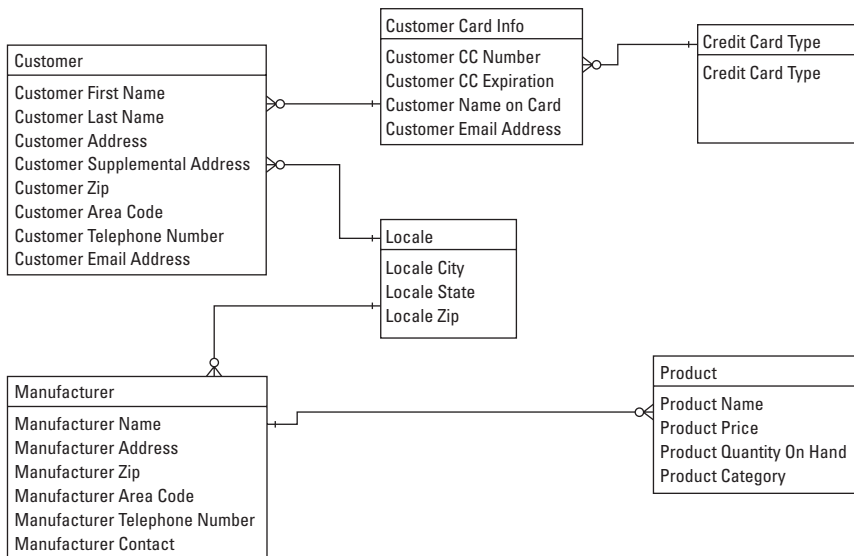 Customer
Customer First Name
Customer Last Name
Customer Address
Customer Supplemental Address
Customer Zip
Customer Area Code
Customer Telephone Number
Customer Email Address
Customer Card Info
Customer CC Number
Customer CC Expiration
Customer Name on Card
Customer Email Address
Credit Card Type
Credit Card Type
Locale
Locale City
Locale State
Locale Zip
Manufacturer
Manufacturer Name
Manufacturer Address
Manufacturer Zip
Manufacturer Area Code
Manufacturer Telephone Number
Manufacturer Contact
Product
Product Name
Product Price
Product Quantity On Hand
Product Category